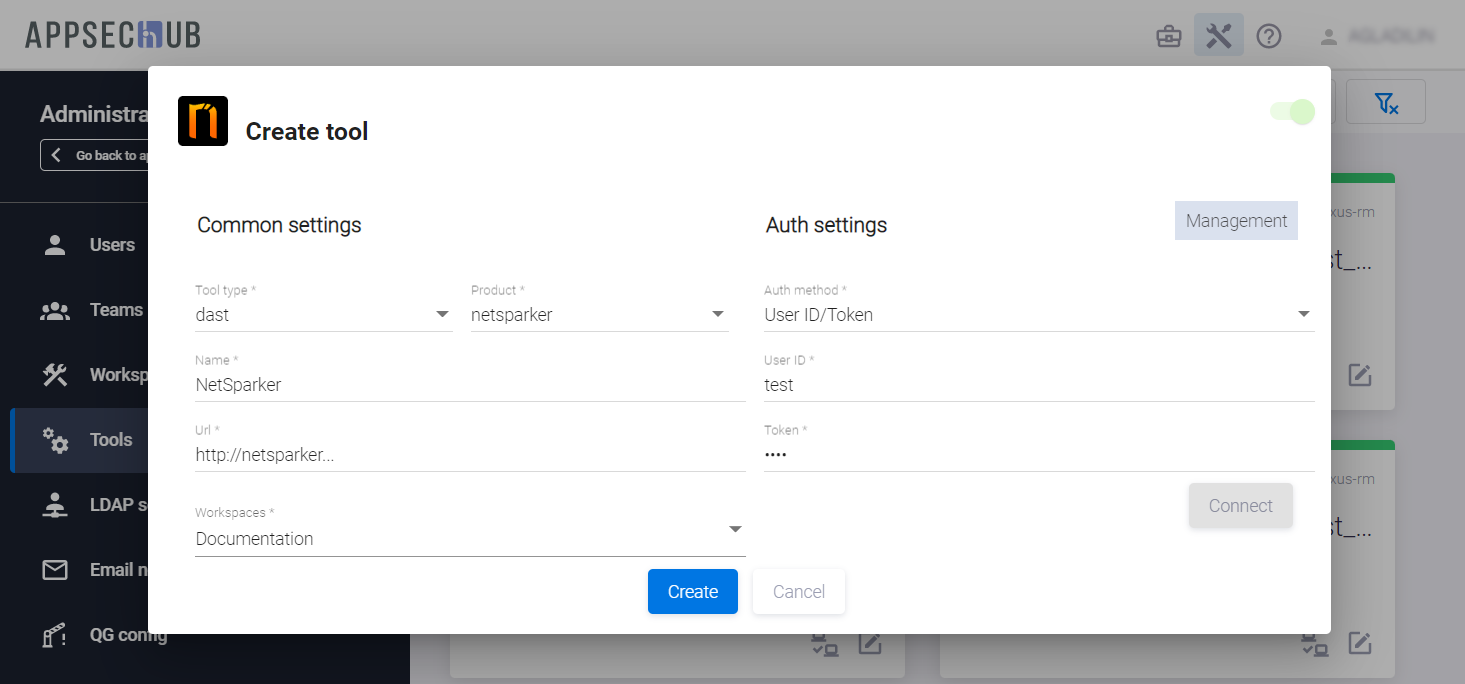 APPSECHUB
Administra
Go back to ap
Users
Teams
Worksp
Tools
LDAP s
Email n
QG config
Create tool
Common settings
Tool type *
dast
Product *
netsparker
Name *
NetSparker
Url *
http://netsparker...
Workspaces *
Documentation
Auth settings
Management
Auth method *
User ID/Token
User ID *
test
Token *
••••
Connect
Create
Cancel
xus-rm
st_...
xus-rm
st_...